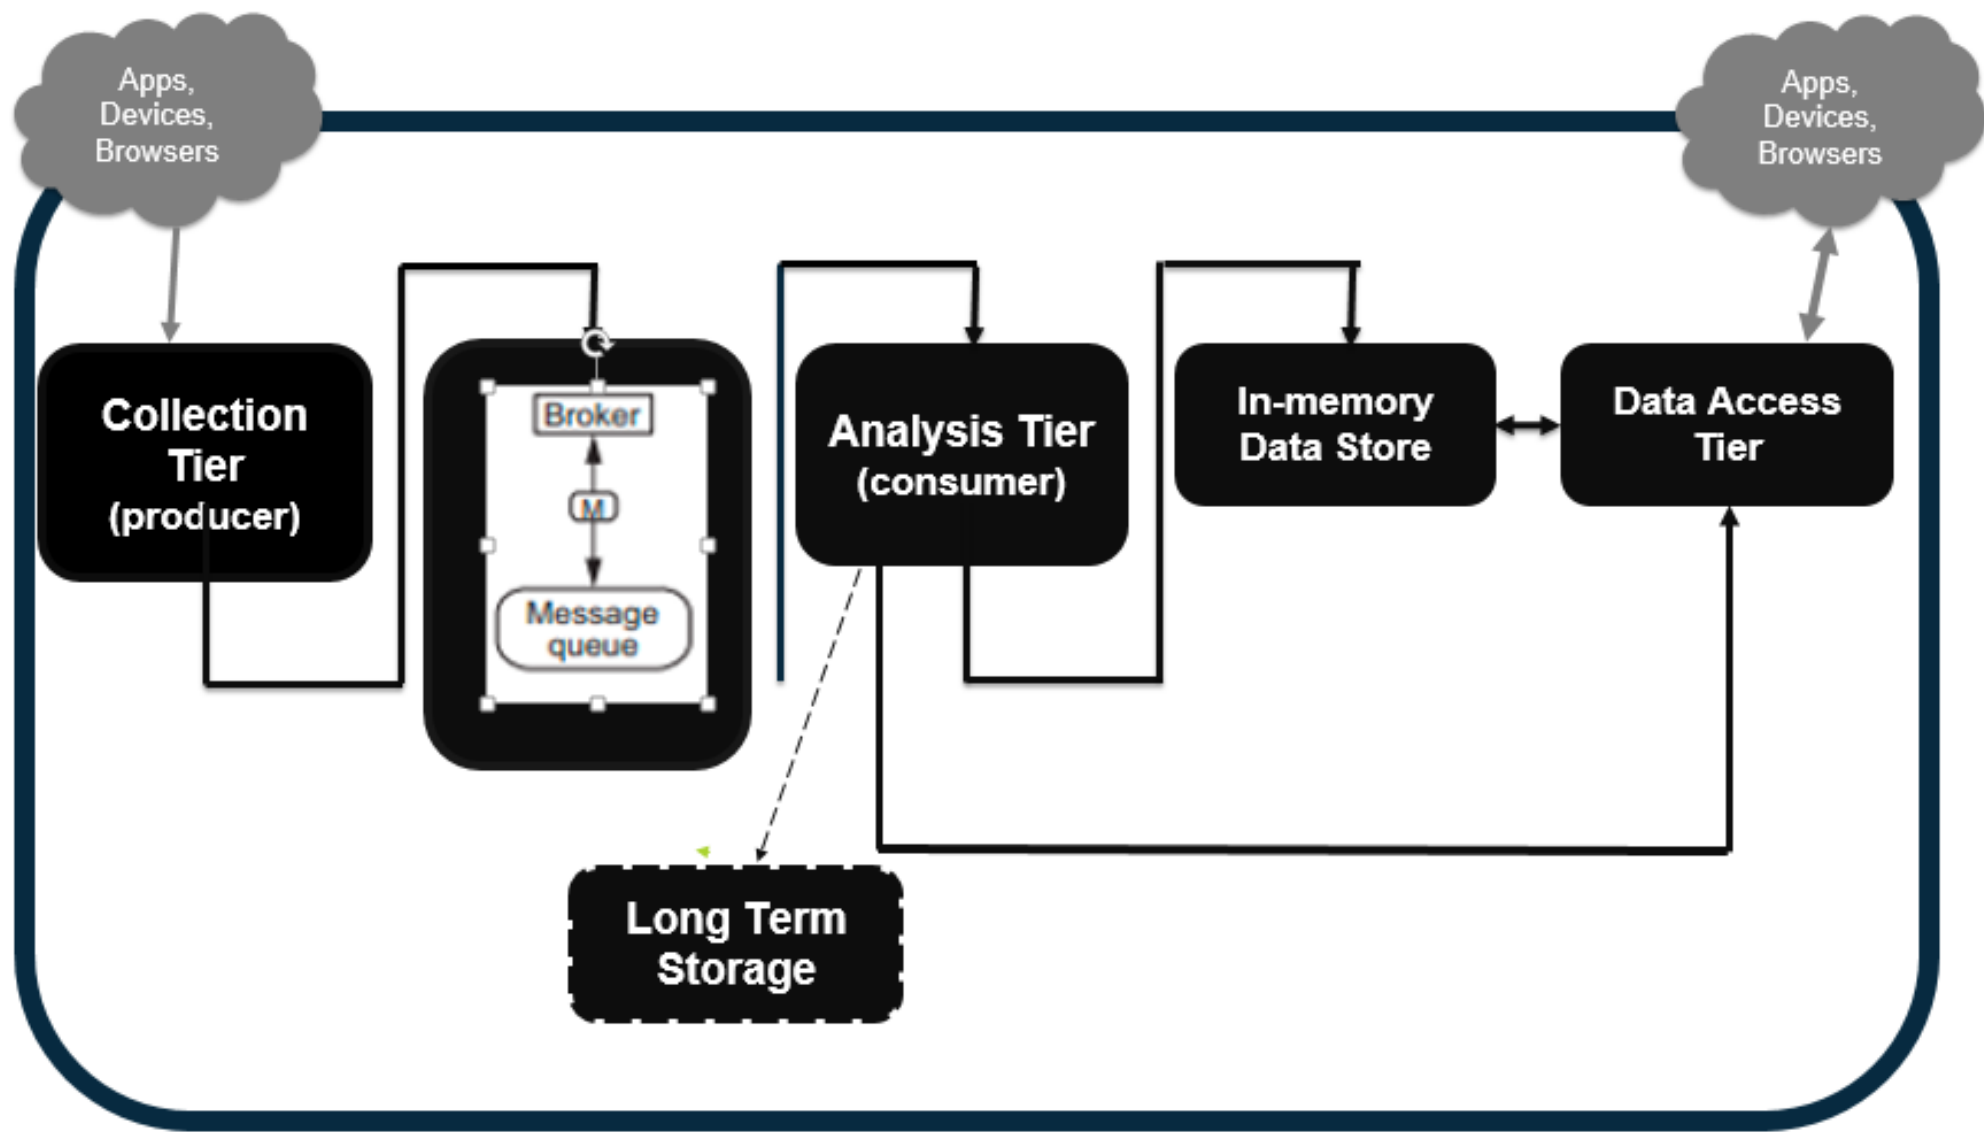 Apps,
Devices,
Browsers
Apps,
Devices,
Browsers
Collection
Tier
(producer)
Broker
M
Message
queue
Analysis Tier
(consumer)
In-memory
Data Store
Data Access
Tier
Long Term
Storage